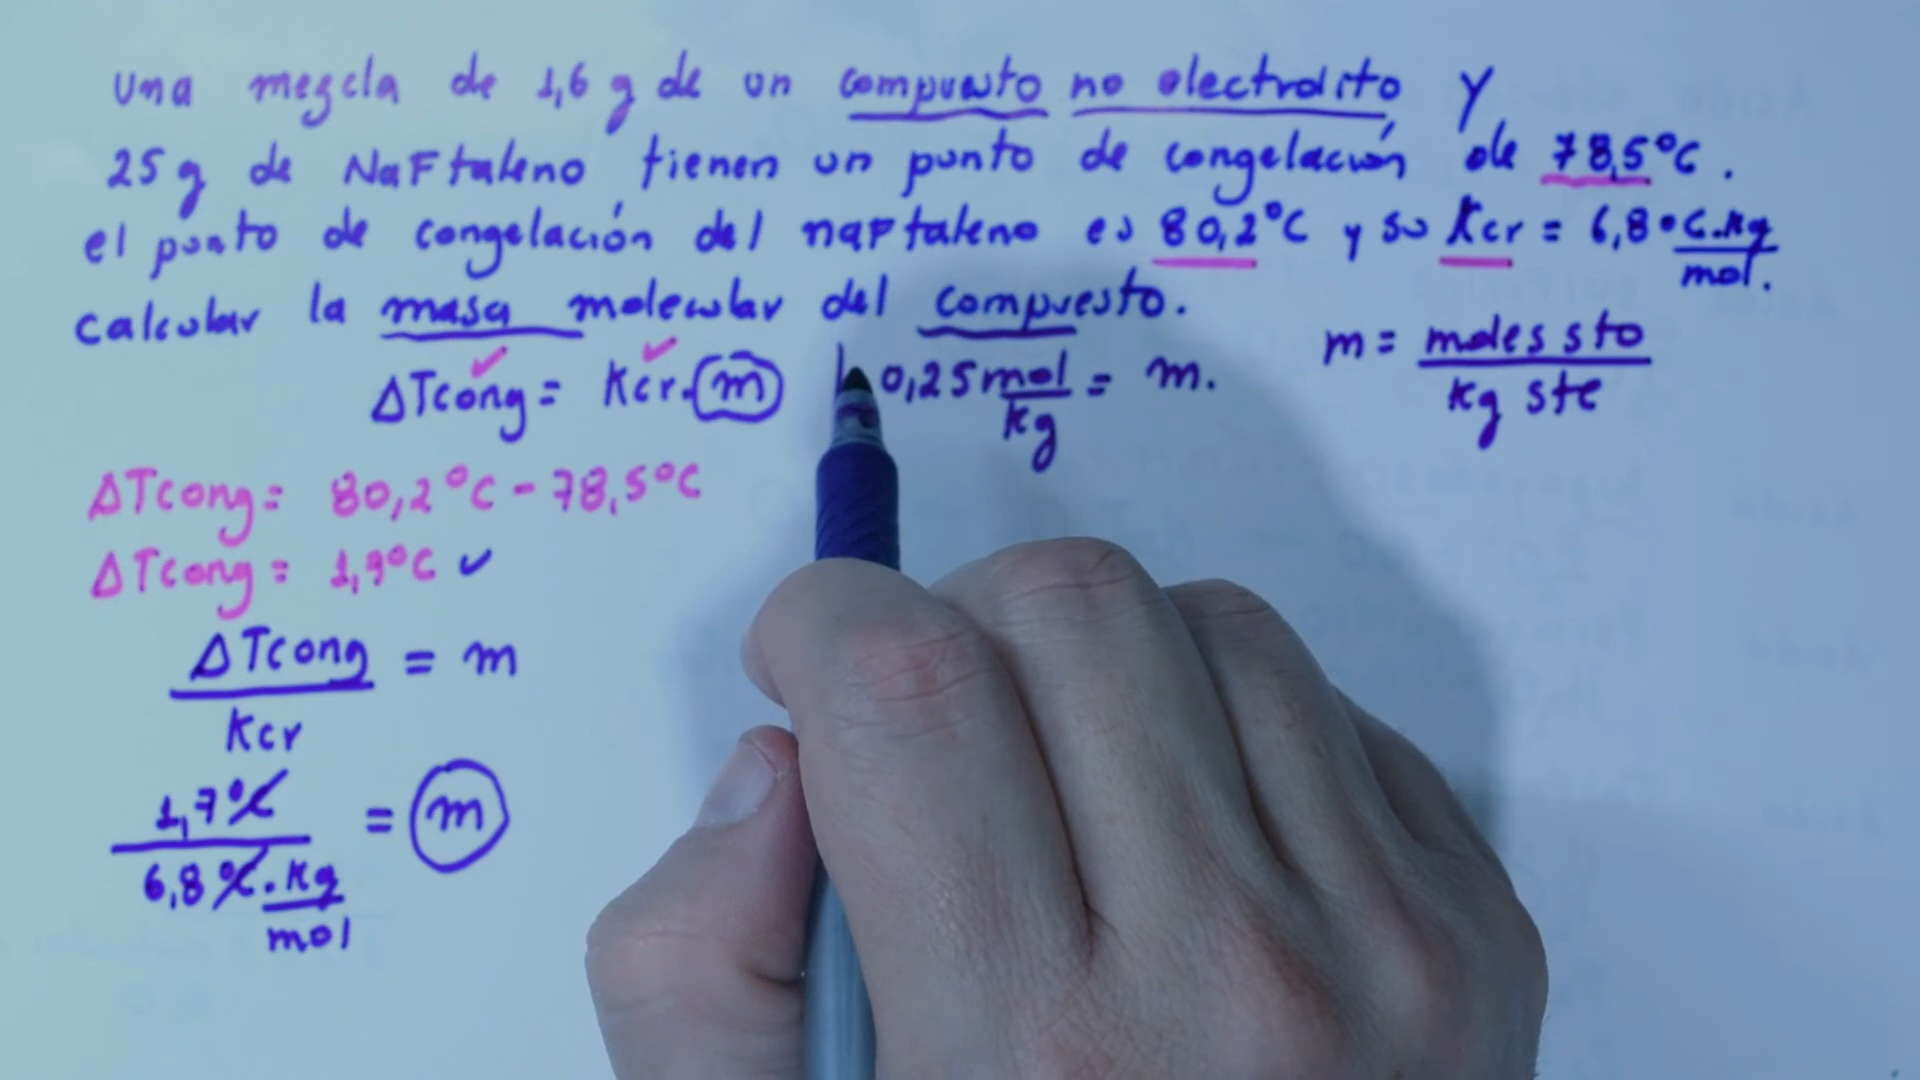 una mezcla de 1,6 g de un compuesto no electrolito y
25 g de NaFtaleno tienen un punto de congelación de 78,5°C.
el punto de congelación del naftaleno es 80,2°C y su Kcr = 6,8 °C.kg/mol.
calcular la masa molecular del compuesto.
ΔTcong = Kcr.m
0,25 mol/kg = m.
m = moles sto/kg ste
ΔTcong = 80,2°C - 78,5°C
ΔTcong = 1,7°C ✓
ΔTcong/Kcr = m
1,7°C/6,8°C.kg/mol = m